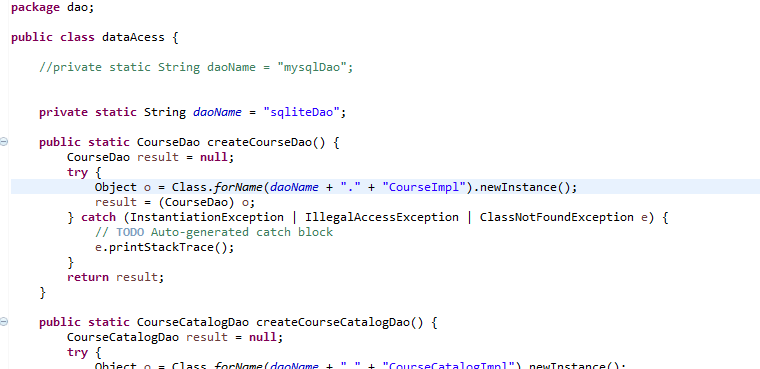 package dao;
public class dataAcess {
//private static String daoName = "mysqlDao";
private static String daoName = "sqliteDao";
public static CourseDao createCourseDao() {
CourseDao result = null;
try {
Object o = Class.forName(daoName + "." + "CourseImpl").newInstance();
result = (CourseDao) o;
} catch (InstantiationException | IllegalAccessException | ClassNotFoundException e) {
// TODO Auto-generated catch block
e.printStackTrace();
}
return result;
}
public static CourseCatalogDao createCourseCatalogDao() {
CourseCatalogDao result = null;
try {
Object o = Class.forName(daoName + "." + "CourseCatalogImpl").newInstance();